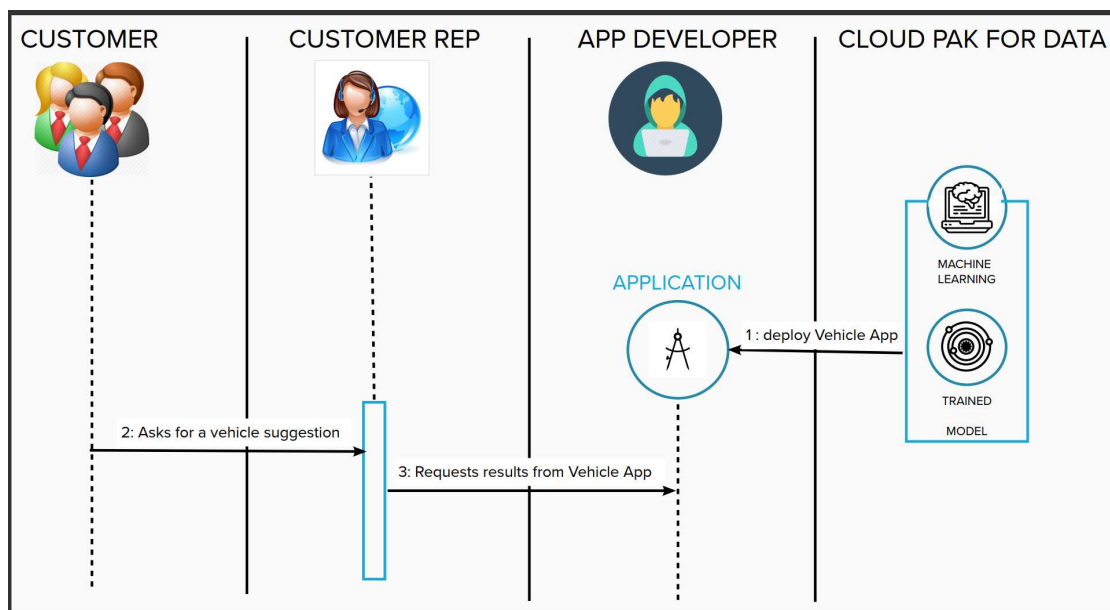 CUSTOMER
CUSTOMER REP
APP DEVELOPER
CLOUD PAK FOR DATA
MACHINE
LEARNING
APPLICATION
1 : deploy Vehicle App
TRAINED
MODEL
2: Asks for a vehicle suggestion
3: Requests results from Vehicle App